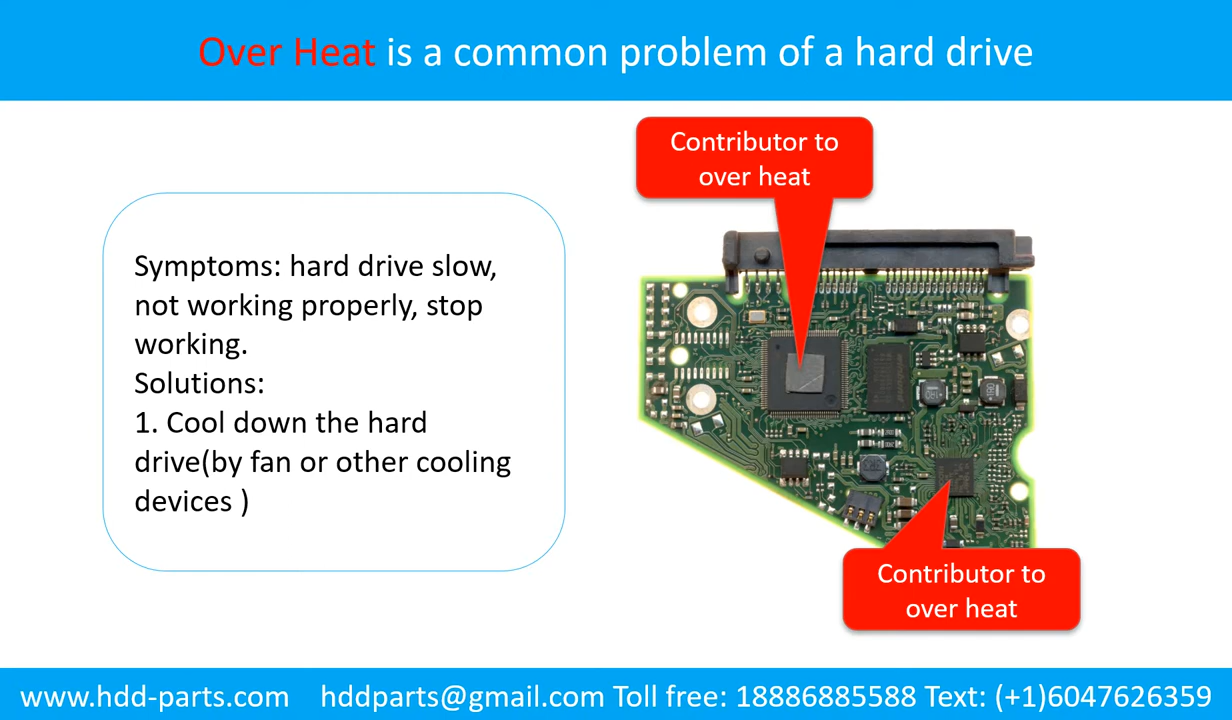 Over Heat is a common problem of a hard drive
Contributor to
over heat
Symptoms: hard drive slow,
not working properly, stop
working.
Solutions:
1. Cool down the hard
drive(by fan or other cooling
devices )
Contributor to
over heat
www.hdd-parts.com hddparts@gmail.com Toll free: 18886885588 Text: (+1)6047626359